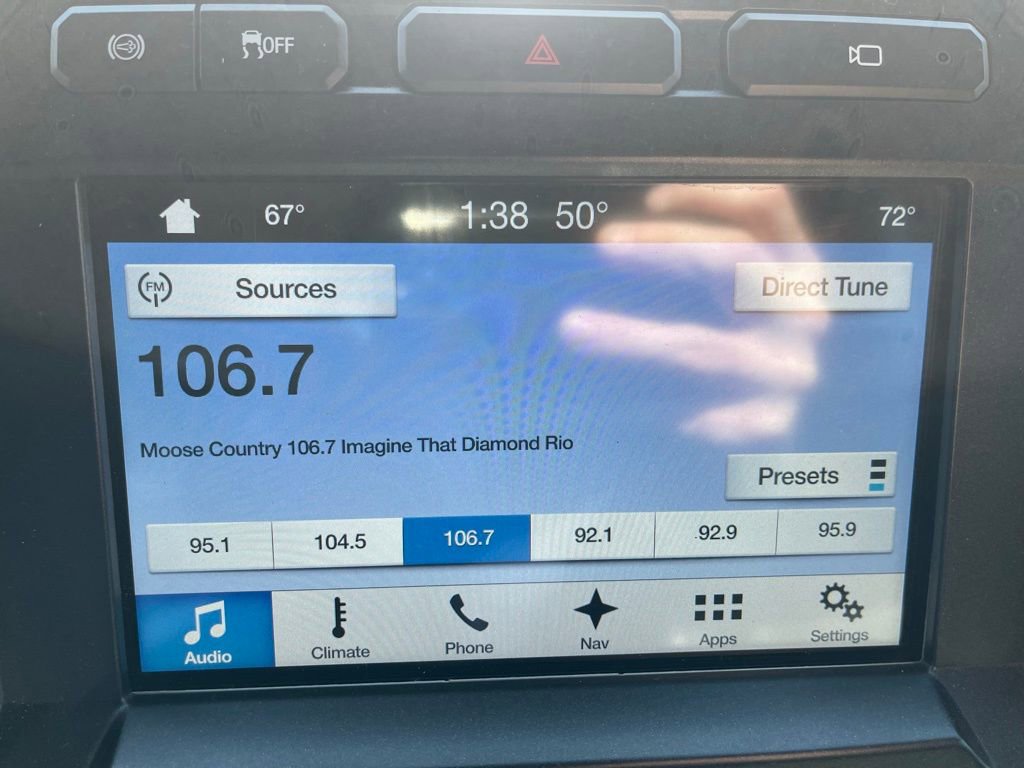 OFF
67° 1:38 50° 72°
FM Sources Direct Tune
106.7
Moose Country 106.7 Imagine That Diamond Rio
Presets
95.1 104.5 106.7 92.1 92.9 95.9
Audio Climate Phone Nav Apps Settings